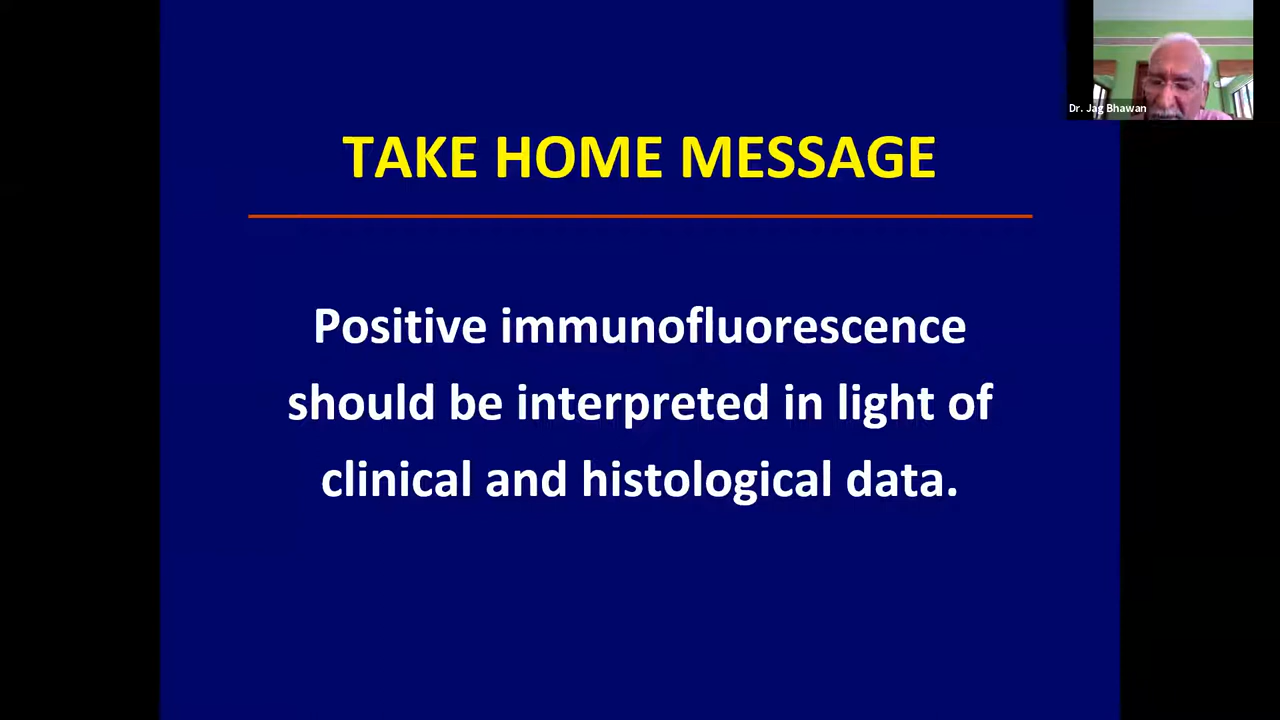 Dr. Jag Bhawan
TAKE HOME MESSAGE
Positive immunofluorescence
should be interpreted in light of
clinical and histological data.